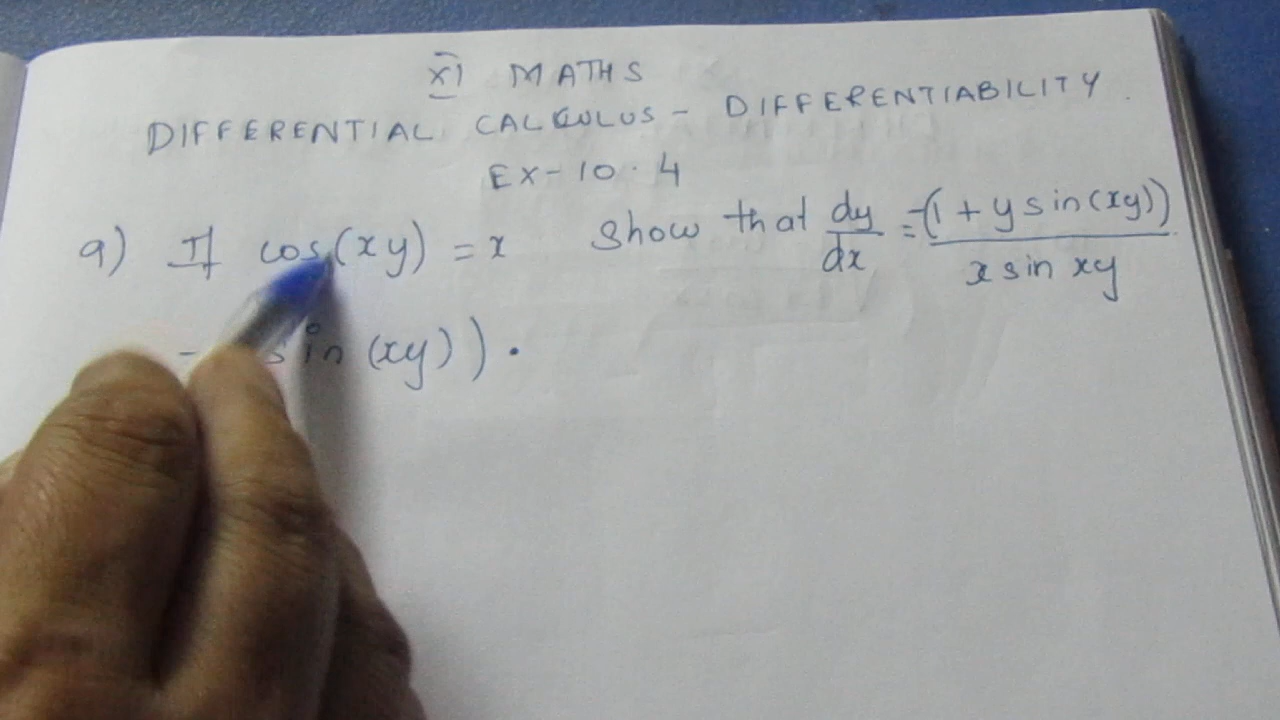 XI MATHS
DIFFERENTIAL CALCULUS - DIFFERENTIABILITY.
EX-10.4
9) If cos(xy) = x show that dy/dx = -(1 + y sin(xy)) / x sin xy
- sin (xy)) .